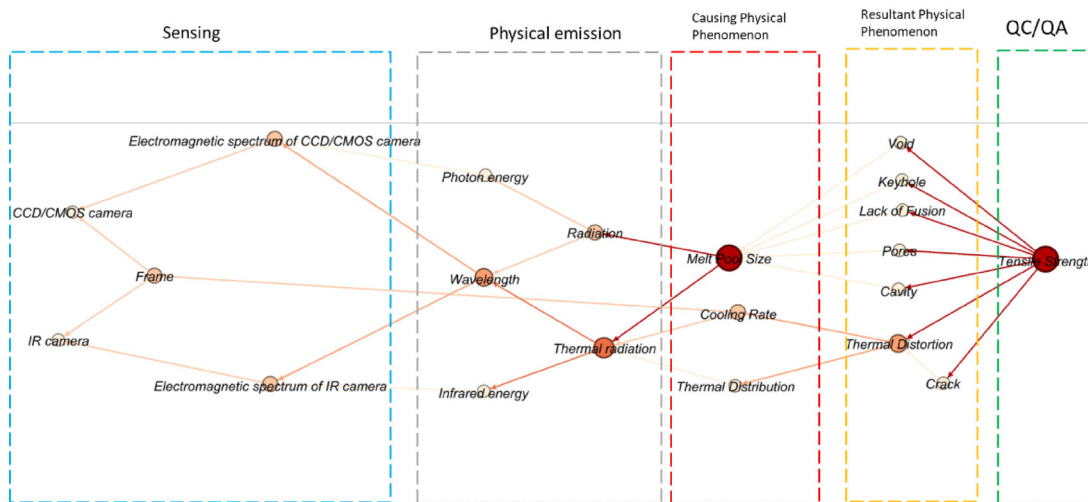 Sensing
Physical emission
Causing Physical
Phenomenon
Resultant Physical
Phenomenon
QC/QA
Electromagnetic spectrum of CCD/CMOS camera
Photon energy
CCD/CMOS camera
Frame
IR camera
Electromagnetic spectrum of IR camera
Radiation
Wavelength
Thermal radiation
Infrared energy
Melt Pool Size
Cooling Rate
Thermal Distribution
Void
Keyhole
Lack of Fusion
Pores
Cavity
Thermal Distortion
Crack
Tensile Strength